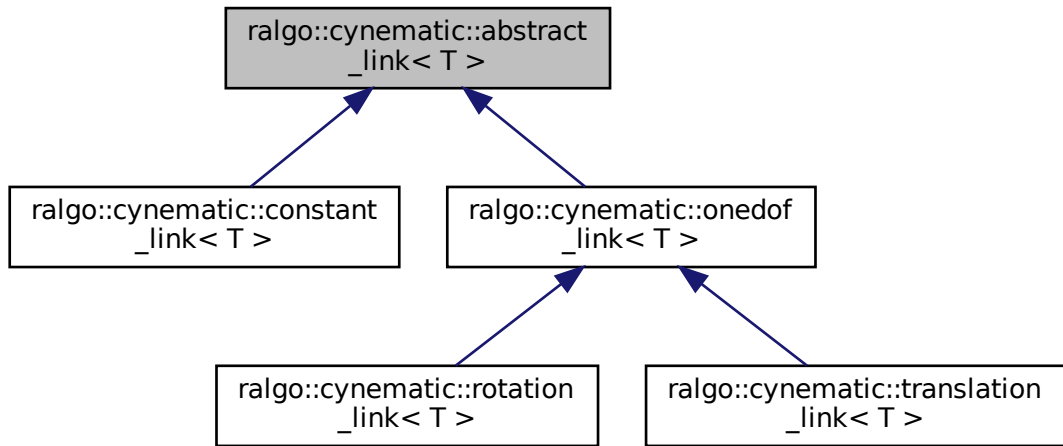 ralgo::cynematic::abstract
_link< T >
ralgo::cynematic::constant
_link< T >
ralgo::cynematic::onedof
_link< T >
ralgo::cynematic::rotation
_link< T >
ralgo::cynematic::translation
_link< T >